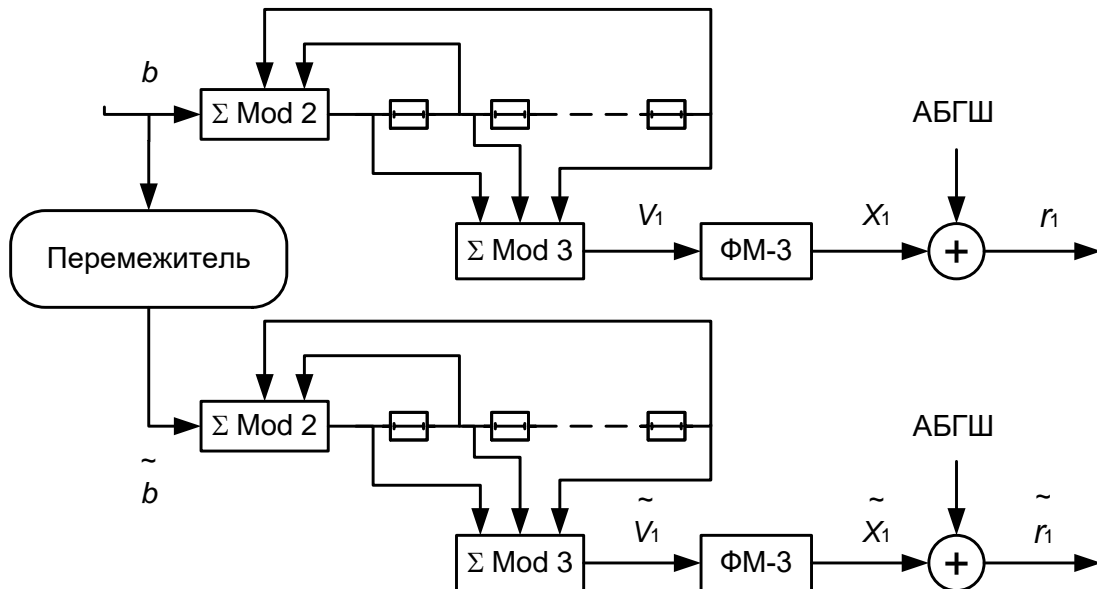 b
Σ Mod 2
АБГШ
Σ Mod 3
V1
ФМ-3
X1
+
r1
Перемежитель
Σ Mod 2
АБГШ
~
b
Σ Mod 3
~
V1
ФМ-3
~
X1
+
~
r1